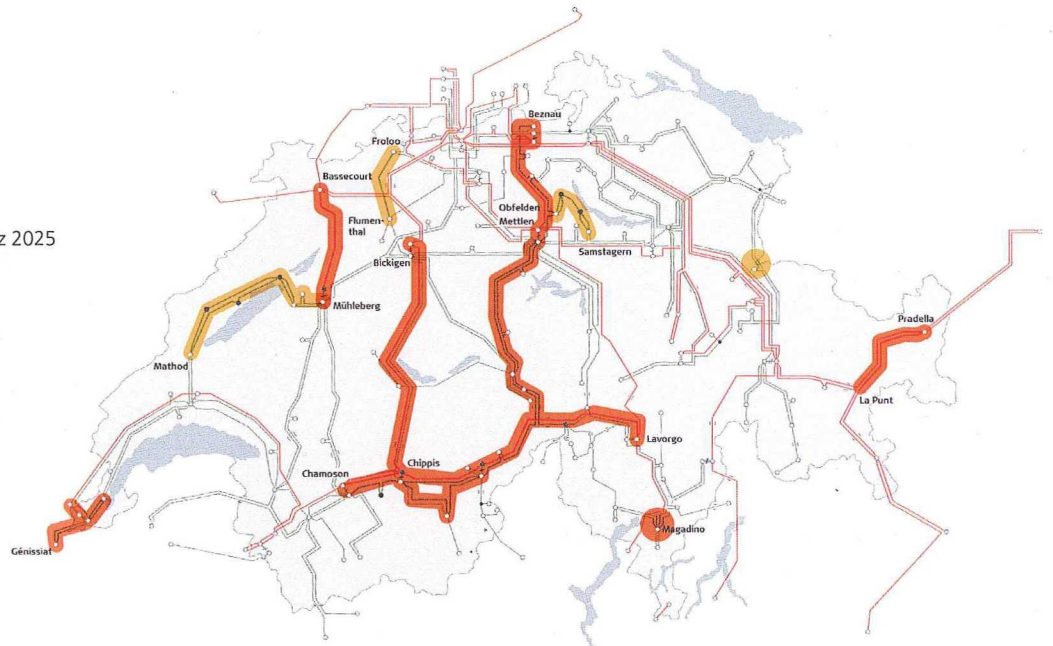 z 2025
Beznau
Froloo
Bassecourt
Obfelden
Flumen-
thal
Mettlen
Samstagern
Bickigen
Mühleberg
Pradella
Mathod
La Punt
Lavorgo
Chippis
Chamoson
Magadino
Génissiat